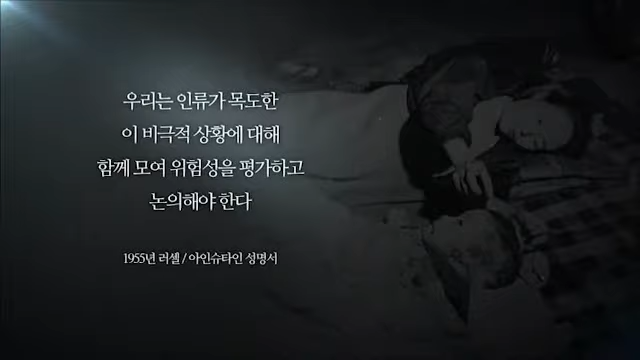 우리는 인류가 목도한
이 비극적 상황에 대해
함께 모여 위험성을 평가하고
논의해야 한다
1955년 러셀 / 아인슈타인 성명서